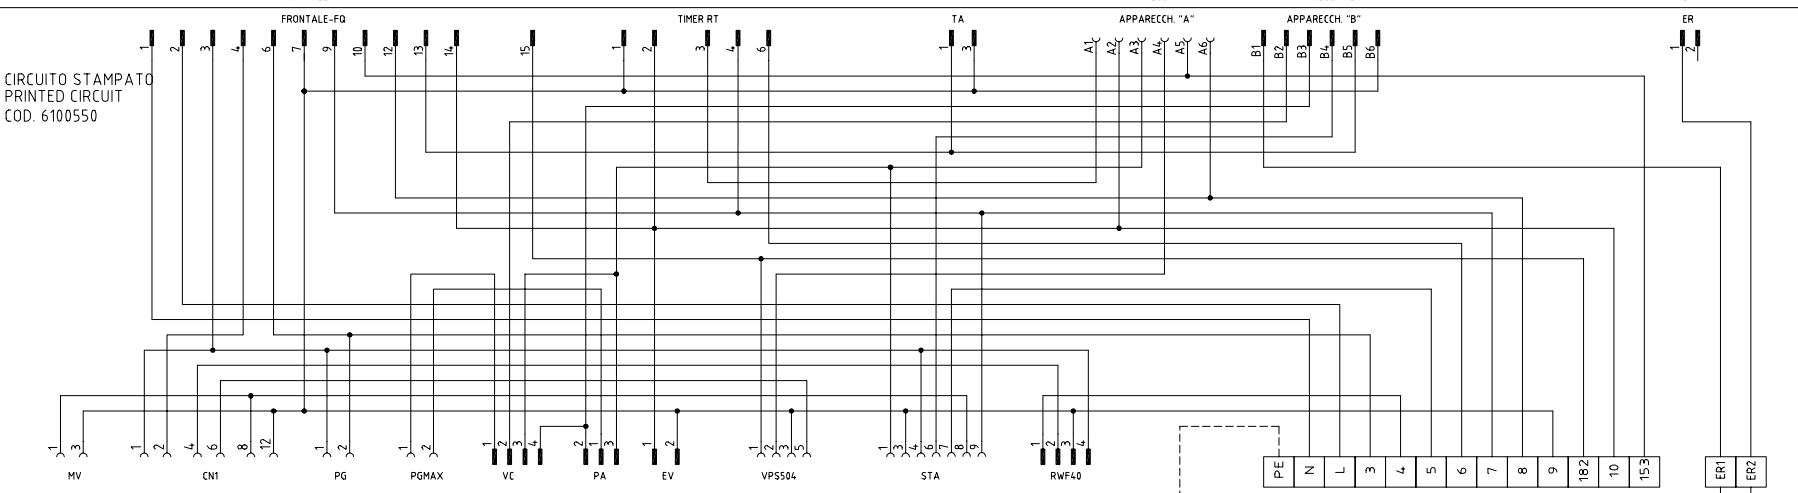 FRONTALE-FQ TIMER RT TA APPARECCH. "A" APPARECCH. "B" ER
1 2 3 4 6 7 9 10 12 13 14 15 1 2 3 4 6 1 3 A1 A2 A3 A4 A5 A6 B1 B2 B3 B4 B5 B6 1 2
CIRCUITO STAMPATO
PRINTED CIRCUIT
COD. 6100550
1 3 1 2 4 6 8 12 1 2 1 2 1 2 3 4 2 1 3 1 2 1 2 3 5 1 3 4 6 7 8 9 1 2 3 4
PE N L 3 4 5 6 7 8 9 182 10 153 ER1 ER2
MV CN1 PG PGMAX VC PA EV VPS504 STA RWF40